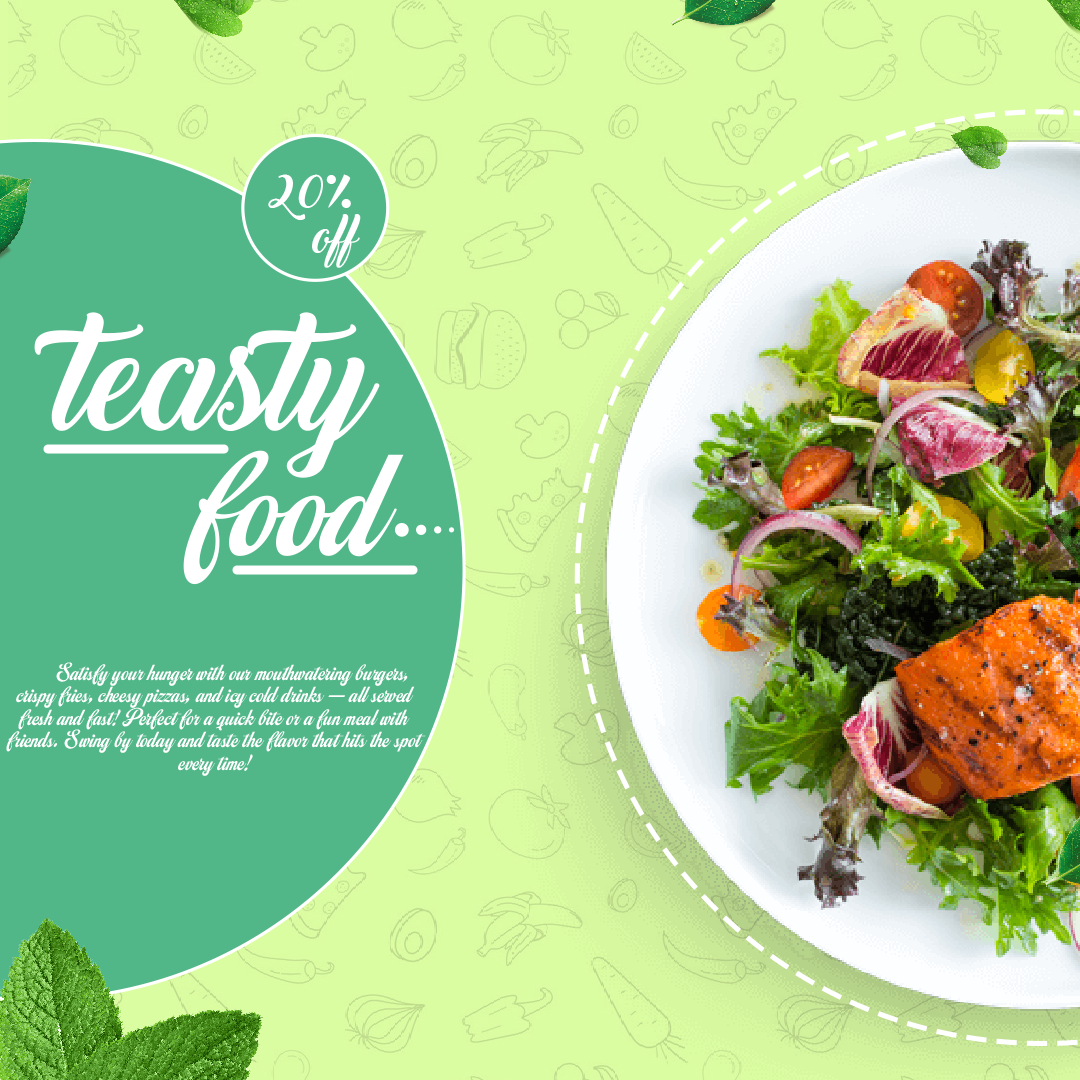 20%
off
teasty
food....
Satisfy your hunger with our mouthwatering burgers,
crispy fries, cheesy pizzas, and icy cold drinks — all served
fresh and fast! Perfect for a quick bite or a fun meal with
friends. Swing by today and taste the flavor that hits the spot
every time!